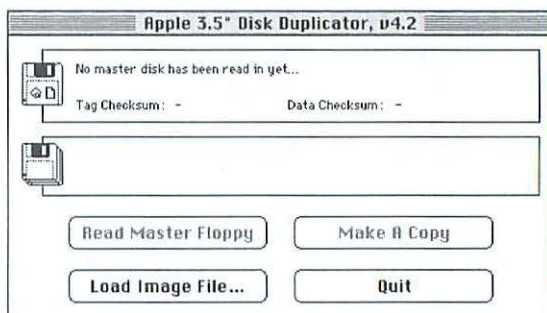 Apple 3.5" Disk Duplicator, v4.2
No master disk has been read in yet...
Tag Checksum: - Data Checksum: -
Read Master Floppy Make A Copy
Load Image File... Quit